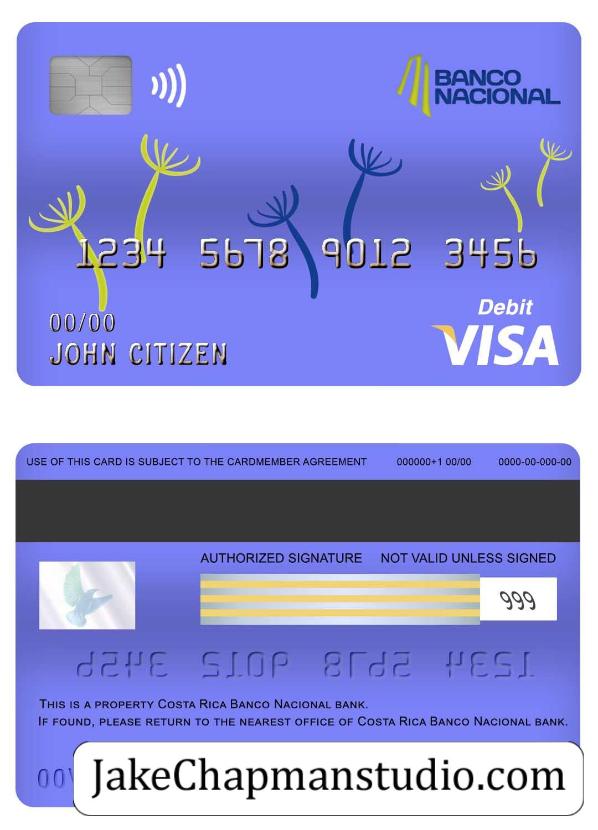 BANCO
NACIONAL
1234 5678 9012 3456
00/00
JOHN CITIZEN
Debit
VISA
USE OF THIS CARD IS SUBJECT TO THE CARDMEMBER AGREEMENT 000000+1 00/00 0000-00-000-00
AUTHORIZED SIGNATURE NOT VALID UNLESS SIGNED
999
THIS IS A PROPERTY COSTA RICA BANCO NACIONAL BANK.
IF FOUND, PLEASE RETURN TO THE NEAREST OFFICE OF COSTA RICA BANCO NACIONAL BANK.
JakeChapmanstudio.com